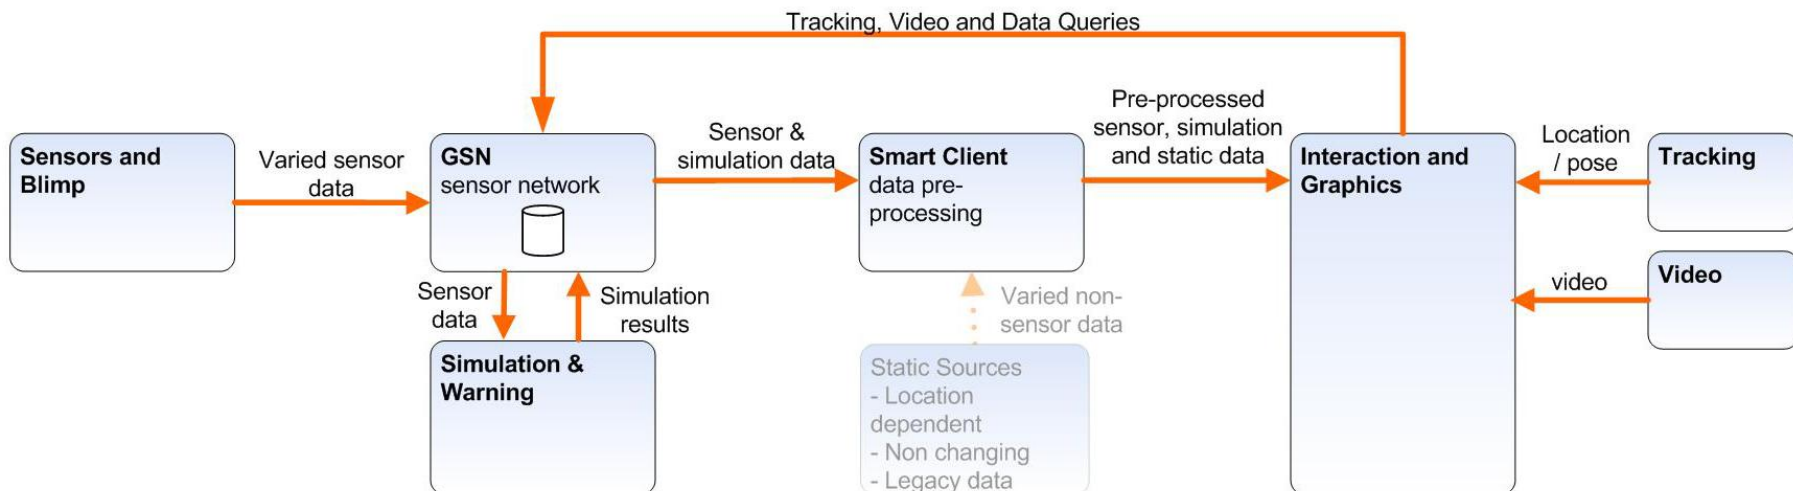 Tracking, Video and Data Queries
Sensors and
Blimp
Varied sensor
data
GSN
sensor network
Sensor &
simulation data
Smart Client
data pre-
processing
Pre-processed
sensor, simulation
and static data
Interaction and
Graphics
Location
/ pose
Tracking
video
Video
Sensor
data
Simulation
results
Simulation &
Warning
Varied non-
sensor data
Static Sources
- Location
dependent
- Non changing
- Legacy data